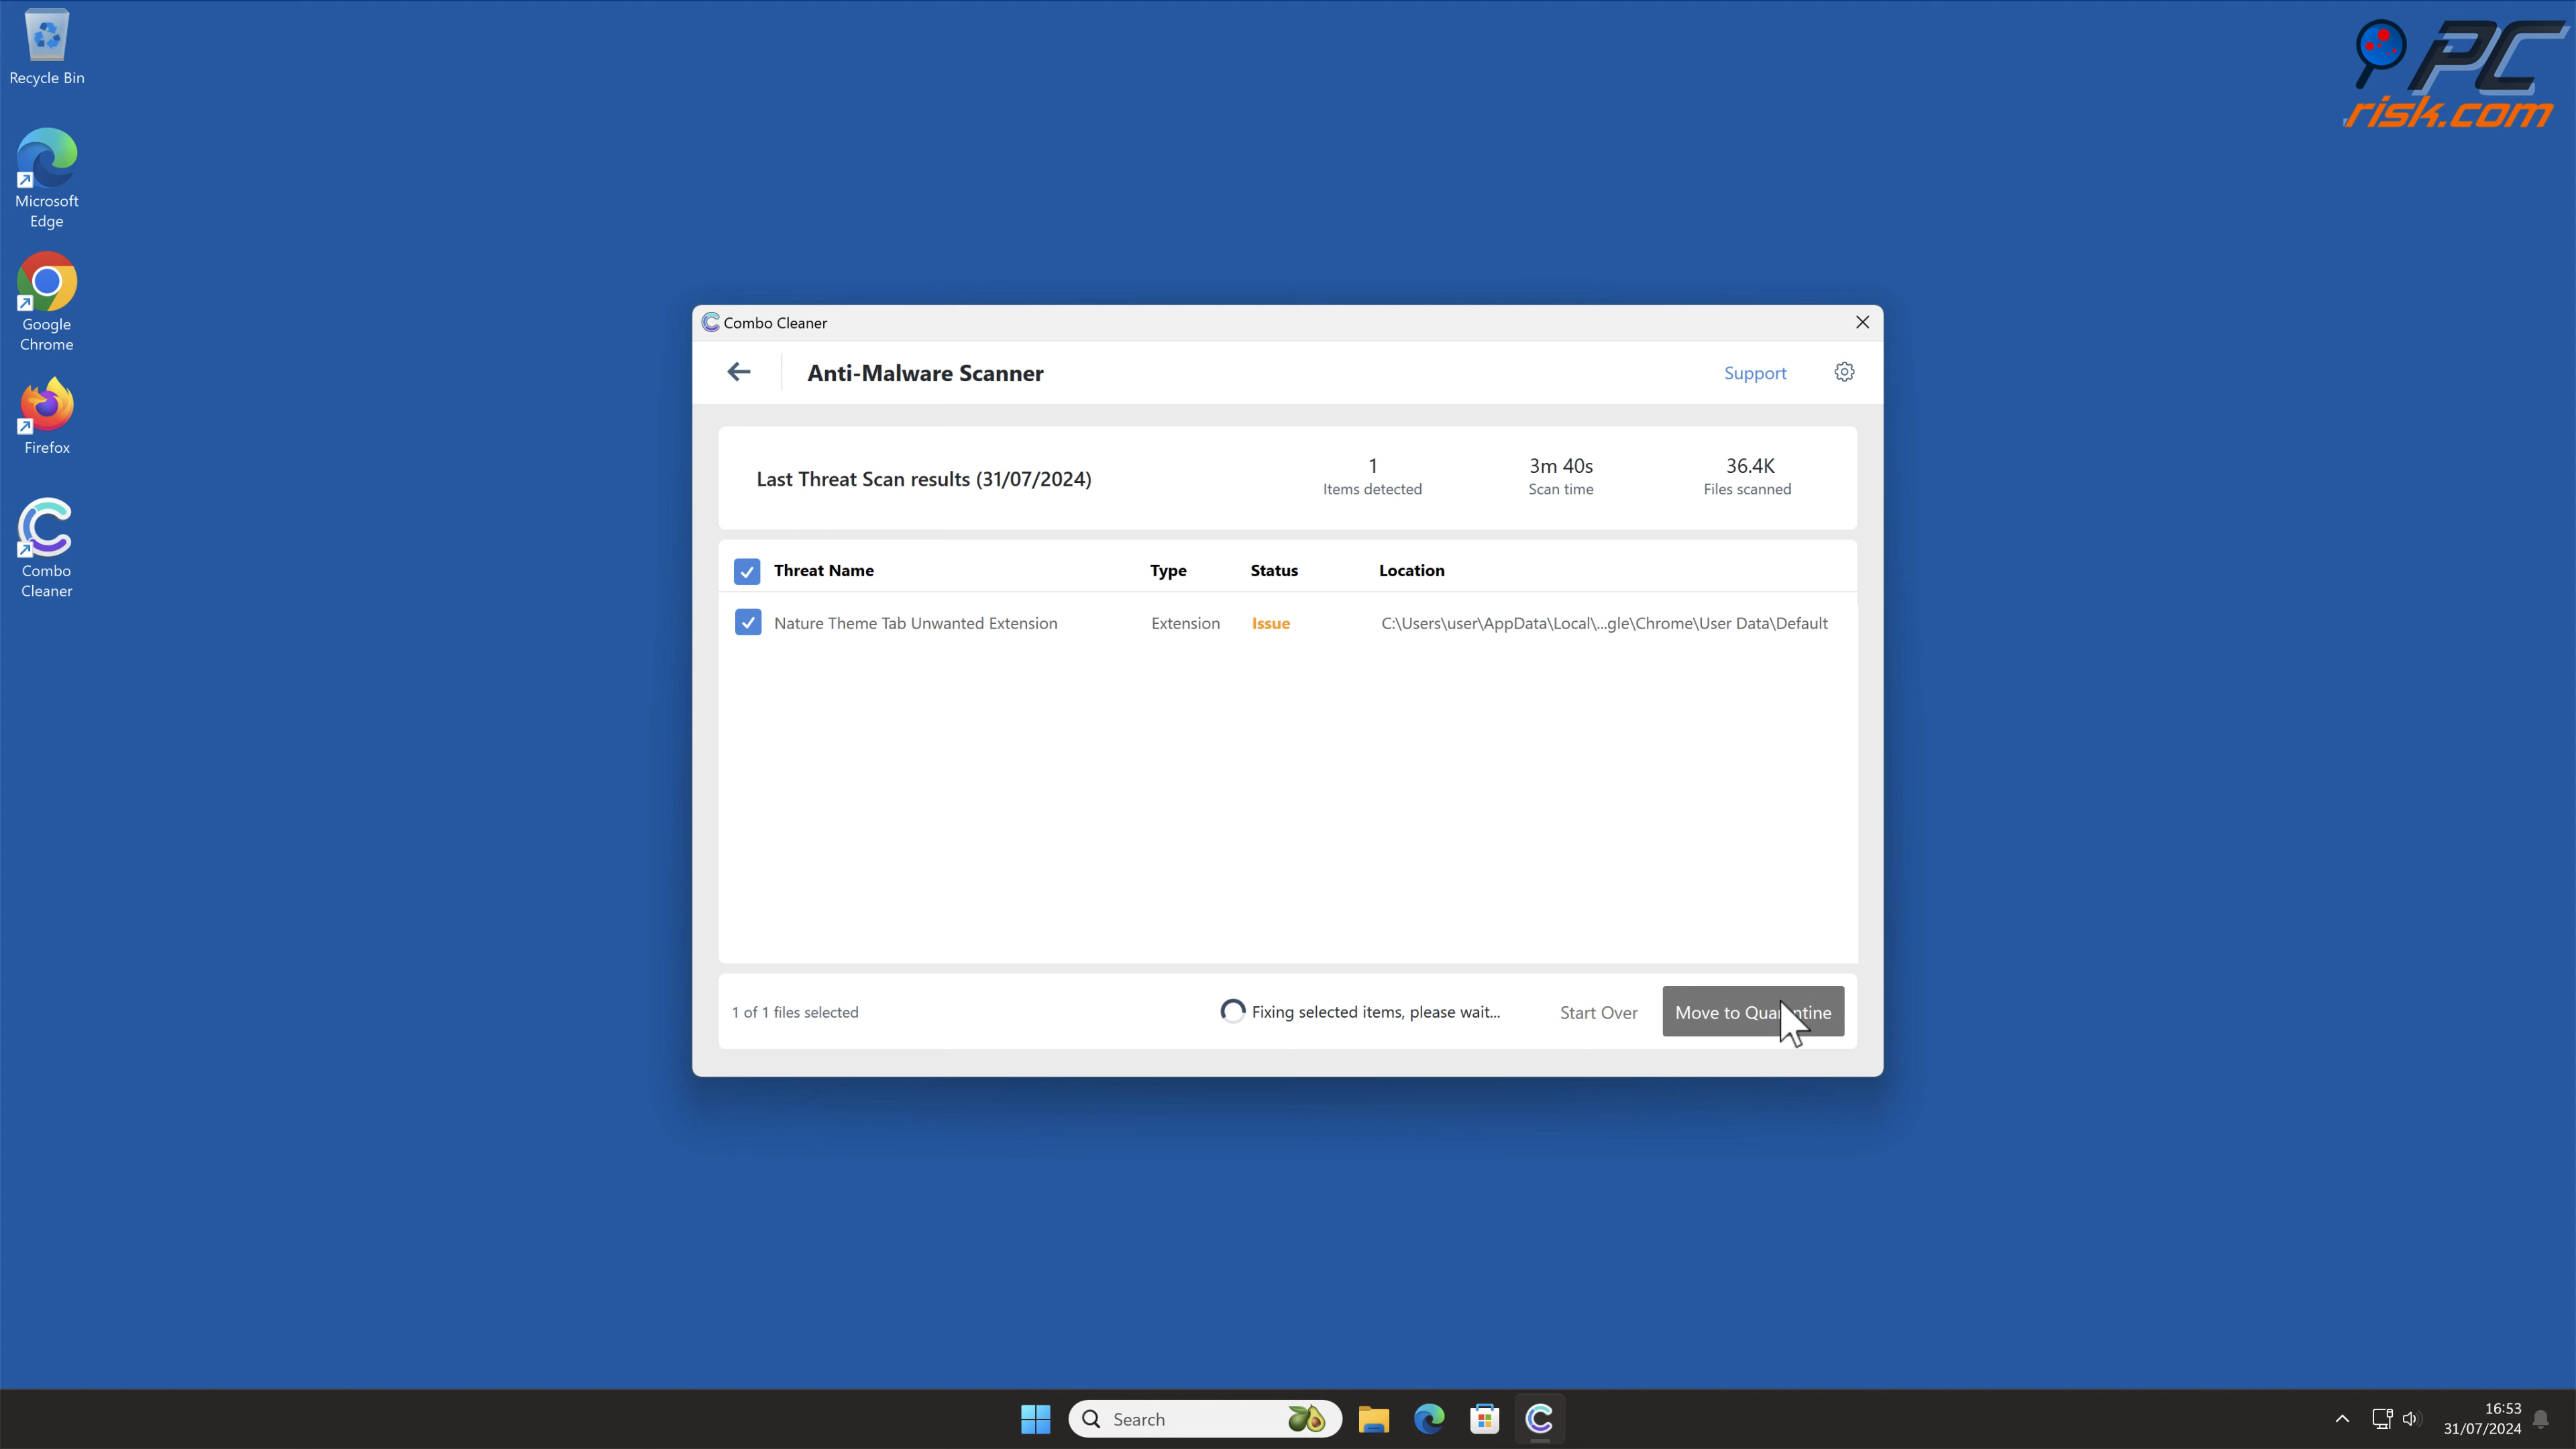 Recycle Bin
Microsoft
Edge
Google
Chrome
Firefox
Combo
Cleaner
PC
risk.com
Combo Cleaner
Anti-Malware Scanner
Support
Last Threat Scan results (31/07/2024)
1
Items detected
3m 40s
Scan time
36.4K
Files scanned
Threat Name Type Status Location
Nature Theme Tab Unwanted Extension Extension Issue C:\Users\user\AppData\Local\...gle\Chrome\User Data\Default
1 of 1 files selected
Fixing selected items, please wait...
Start Over
Move to Quarantine
Search
16:53
31/07/2024